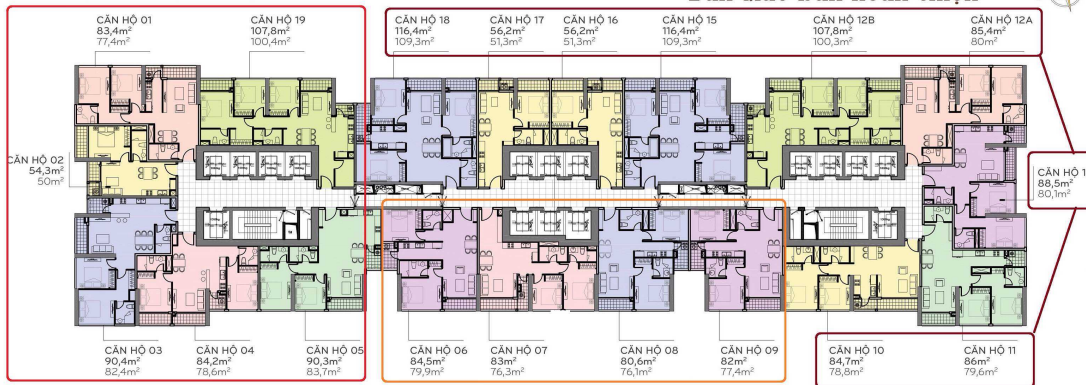 CĂN HỘ 01
83,4m²
77,4m²
CĂN HỘ 19
107,8m²
100,4m²
CĂN HỘ 18
116,4m²
109,3m²
CĂN HỘ 17
56,2m²
51,3m²
CĂN HỘ 16
56,2m²
51,3m²
CĂN HỘ 15
116,4m²
109,3m²
CĂN HỘ 12B
107,8m²
100,3m²
CĂN HỘ 12A
85,4m²
80m²
CĂN HỘ 02
54,3m²
50m²
CĂN HỘ 1
88,5m²
80,1m²
CĂN HỘ 03
90,4m²
82,4m²
CĂN HỘ 04
84,2m²
78,6m²
CĂN HỘ 05
90,3m²
83,7m²
CĂN HỘ 06
84,5m²
79,9m²
CĂN HỘ 07
83m²
76,3m²
CĂN HỘ 08
80,6m²
76,1m²
CĂN HỘ 09
82m²
77,4m²
CĂN HỘ 10
84,7m²
78,8m²
CĂN HỘ 11
86m²
79,6m²